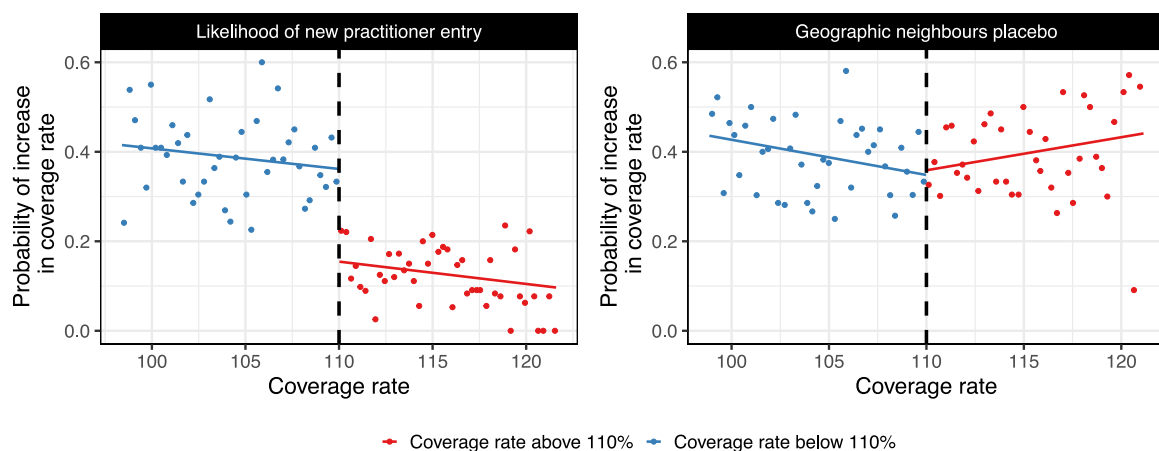 Likelihood of new practitioner entry
Probability of increase
in coverage rate
0.6
0.4
0.2
0.0
100
105
110
115
120
Coverage rate
Geographic neighbours placebo
Probability of increase
in coverage rate
0.6
0.4
0.2
0.0
100
105
110
115
120
Coverage rate
Coverage rate above 110%
Coverage rate below 110%